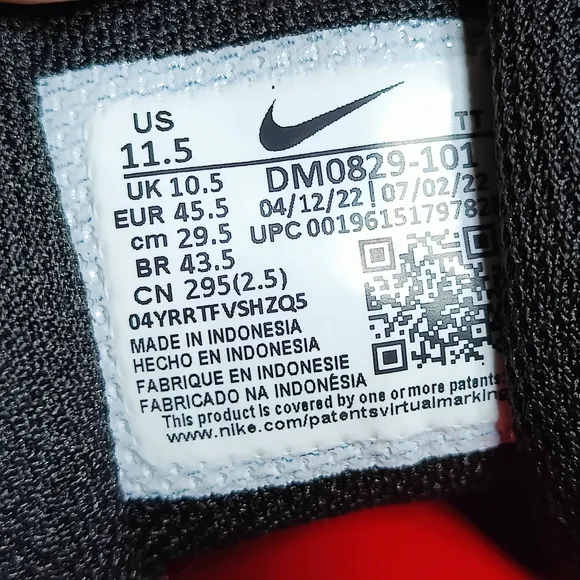 US
11.5
TT
UK 10.5
DM0829-101
EUR 45.5
04/12/22 | 07/02/22
cm 29.5
UPC
BR 43.5
CN 295(2.5)
04YRRTFVSHZQ5
MADE IN INDONESIA
HECHO EN INDONESIA
FABRIQUE EN INDONESIE
FABRICADO NA INDONÉSIA
This product is covered by one or more patents:
www.nike.com/patentsvirtualmarking